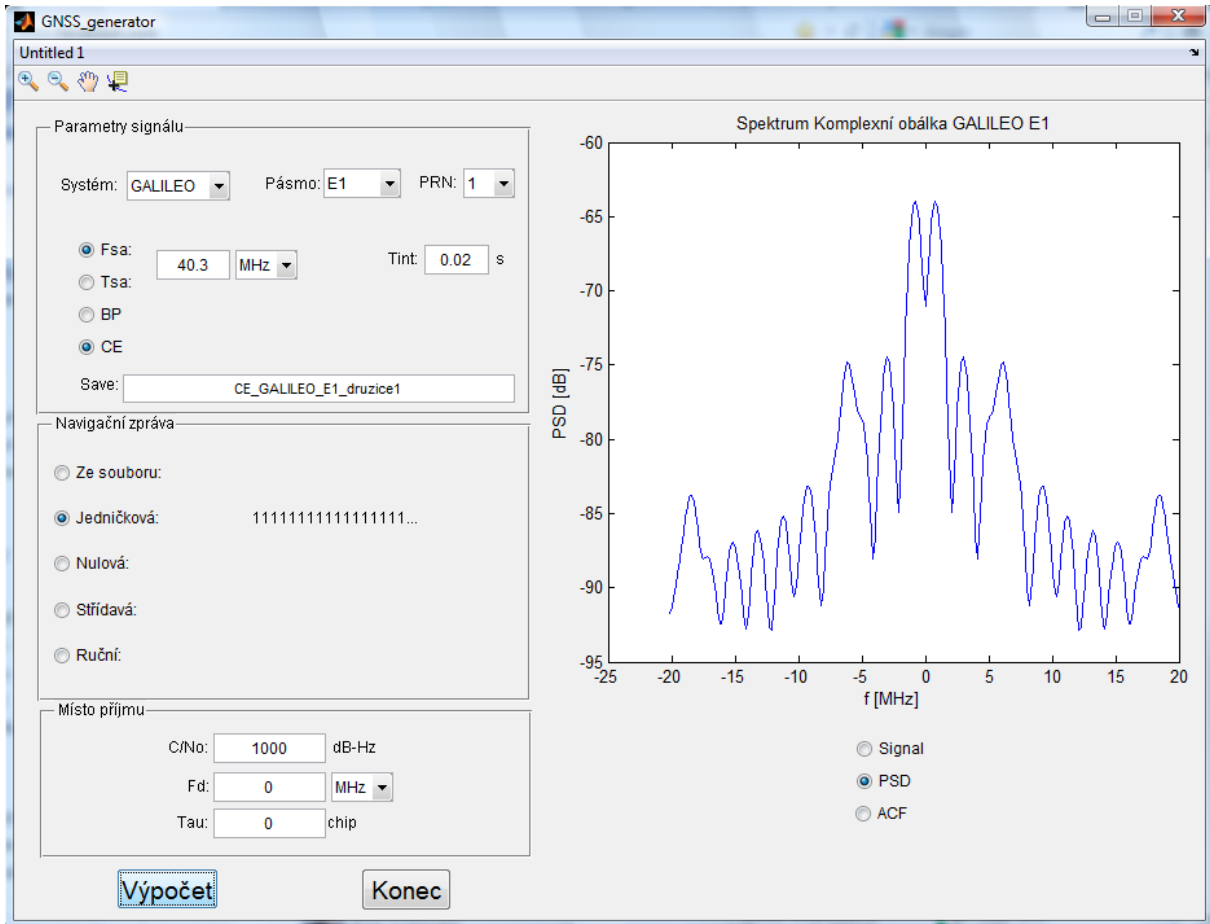 GNSS_generator
Untitled 1
Parametry signálu
Systém: GALILEO Pásmo: E1 PRN: 1
Fsa: 40.3 MHz Tint: 0.02 s
Tsa:
BP
CE
Save: CE_GALILEO_E1_druzice1
Navigační zpráva
Ze souboru:
Jedničková: 11111111111111111...
Nulová:
Střídavá:
Ruční:
Místo příjmu
C/No: 1000 dB-Hz
Fd: 0 MHz
Tau: 0 chip
Výpočet Konec
Spektrum Komplexní obálka GALILEO E1
-60
-65
-70
-75
-80
-85
-90
-95
PSD [dB]
-25 -20 -15 -10 -5 0 5 10 15 20
f [MHz]
Signal
PSD
ACF